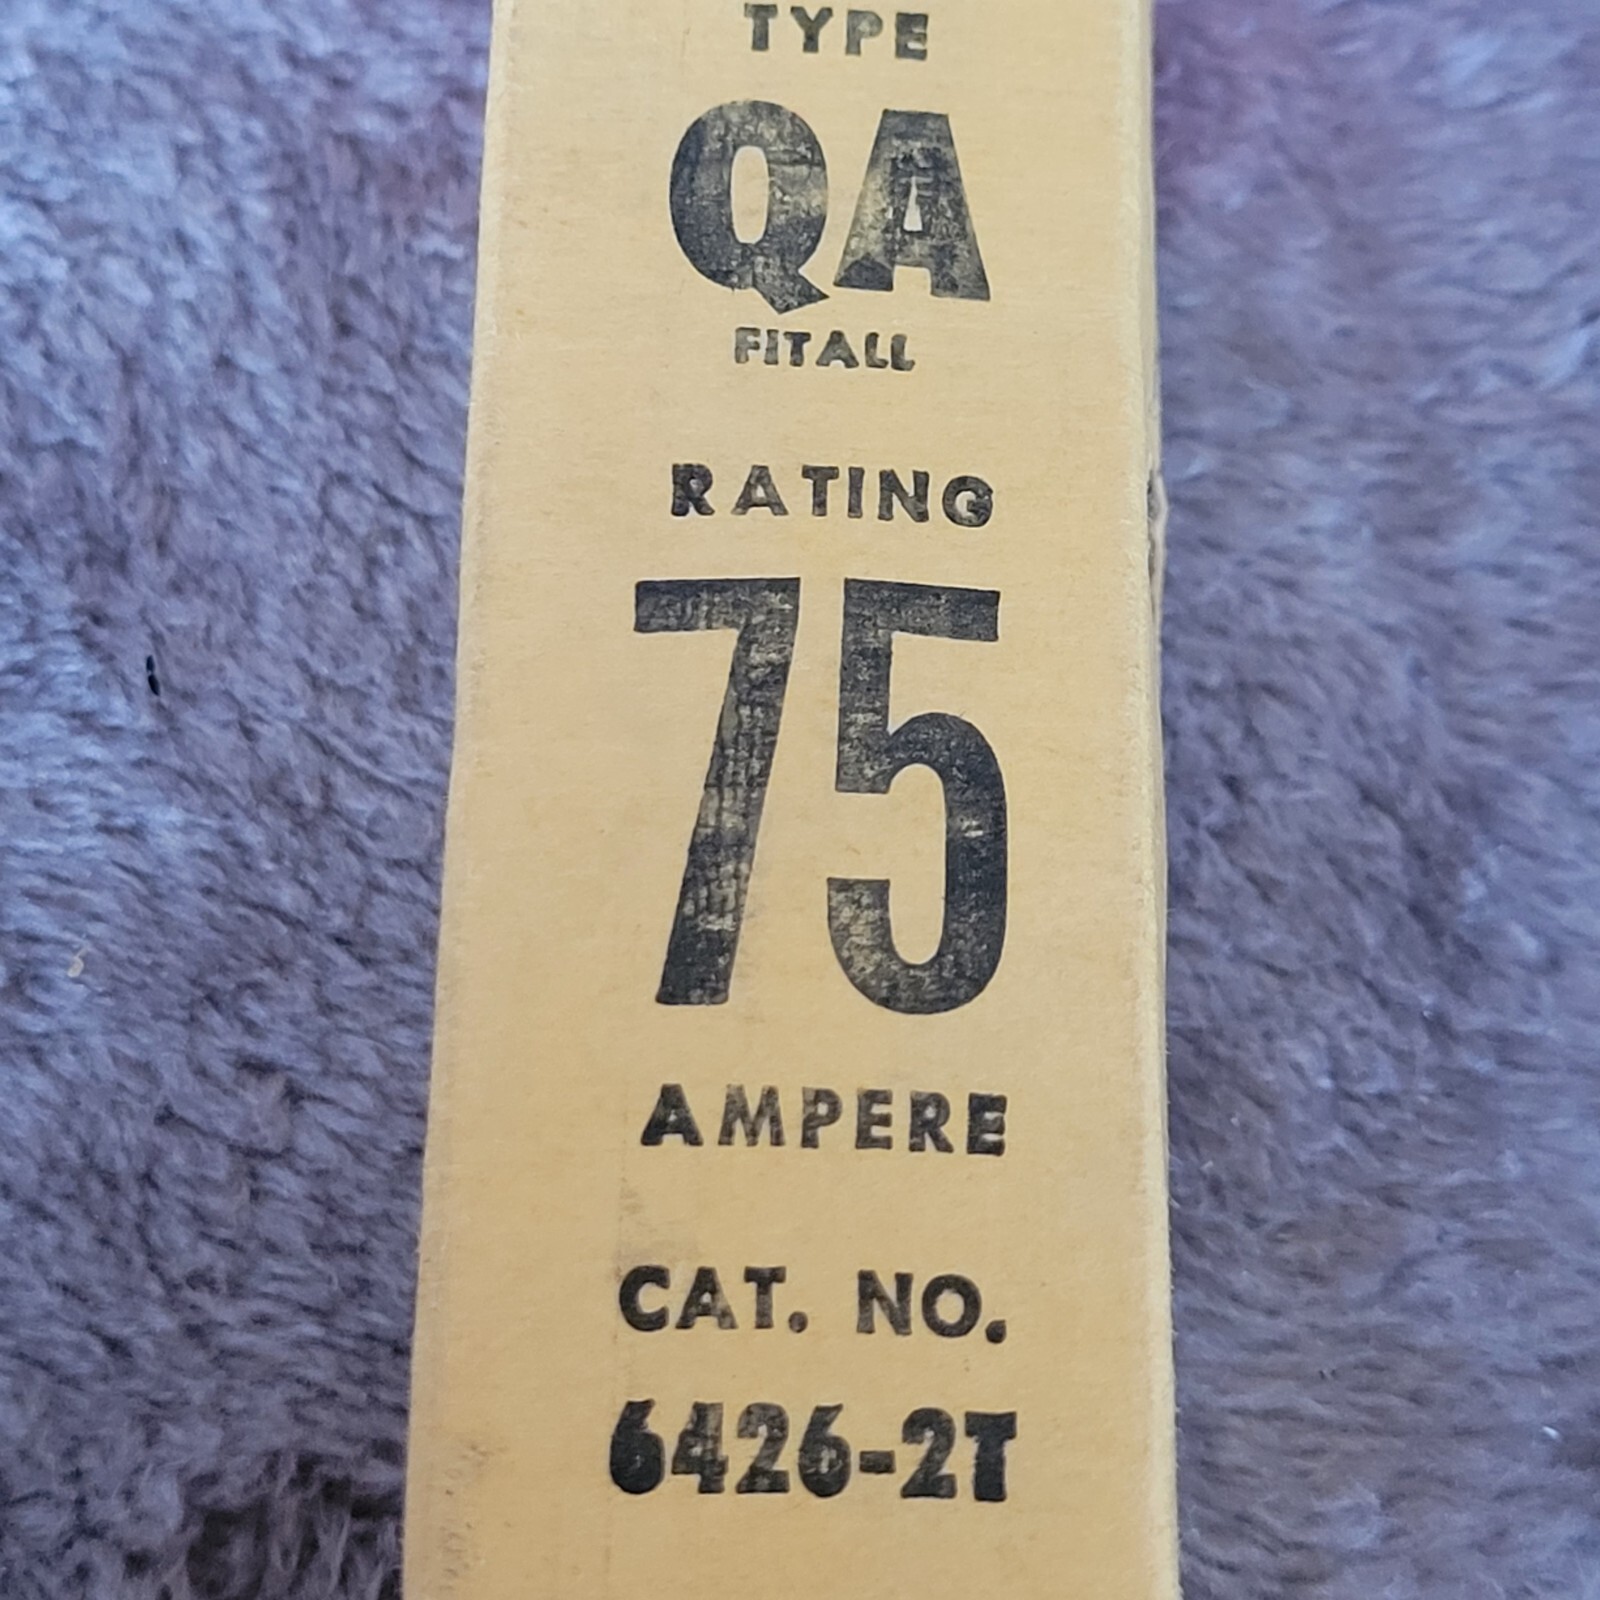 TYPE
QA
FITALL
RATING
75
AMPERE
CAT. NO.
6426-2T